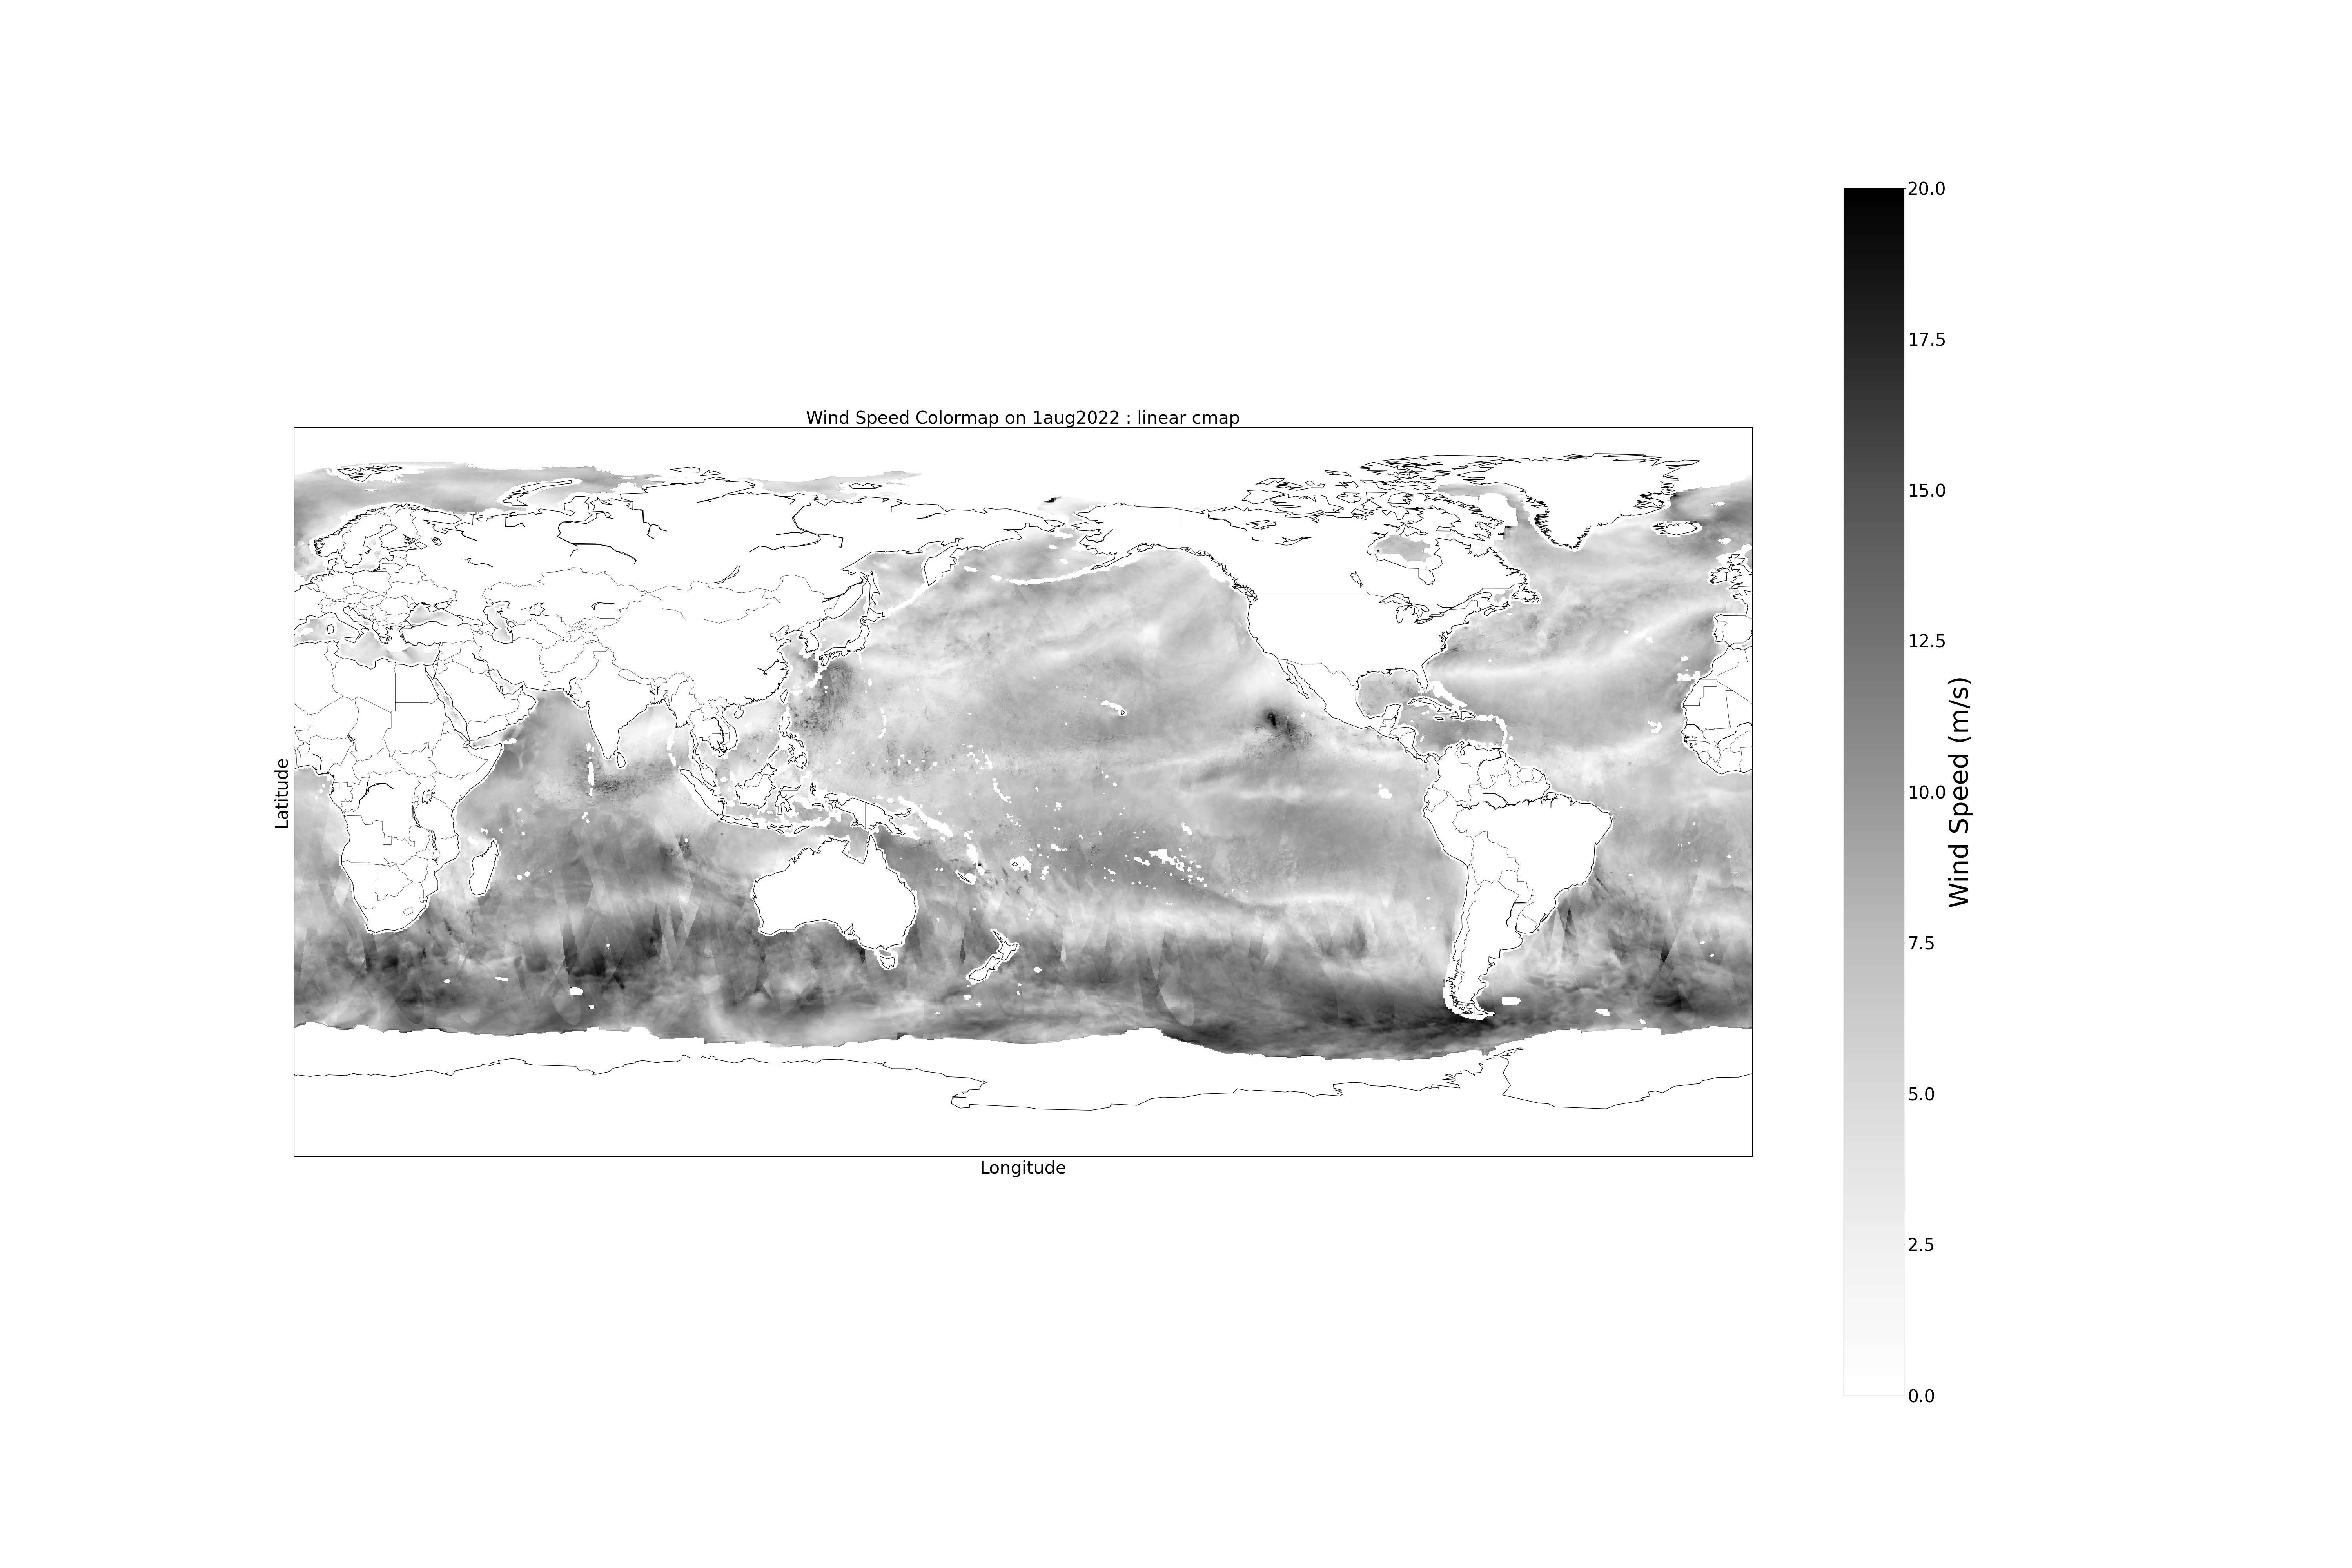 Wind Speed Colormap on 1aug2022 : linear cmap
Latitude
Longitude
20.0
17.5
15.0
12.5
10.0
7.5
5.0
2.5
0.0
Wind Speed (m/s)